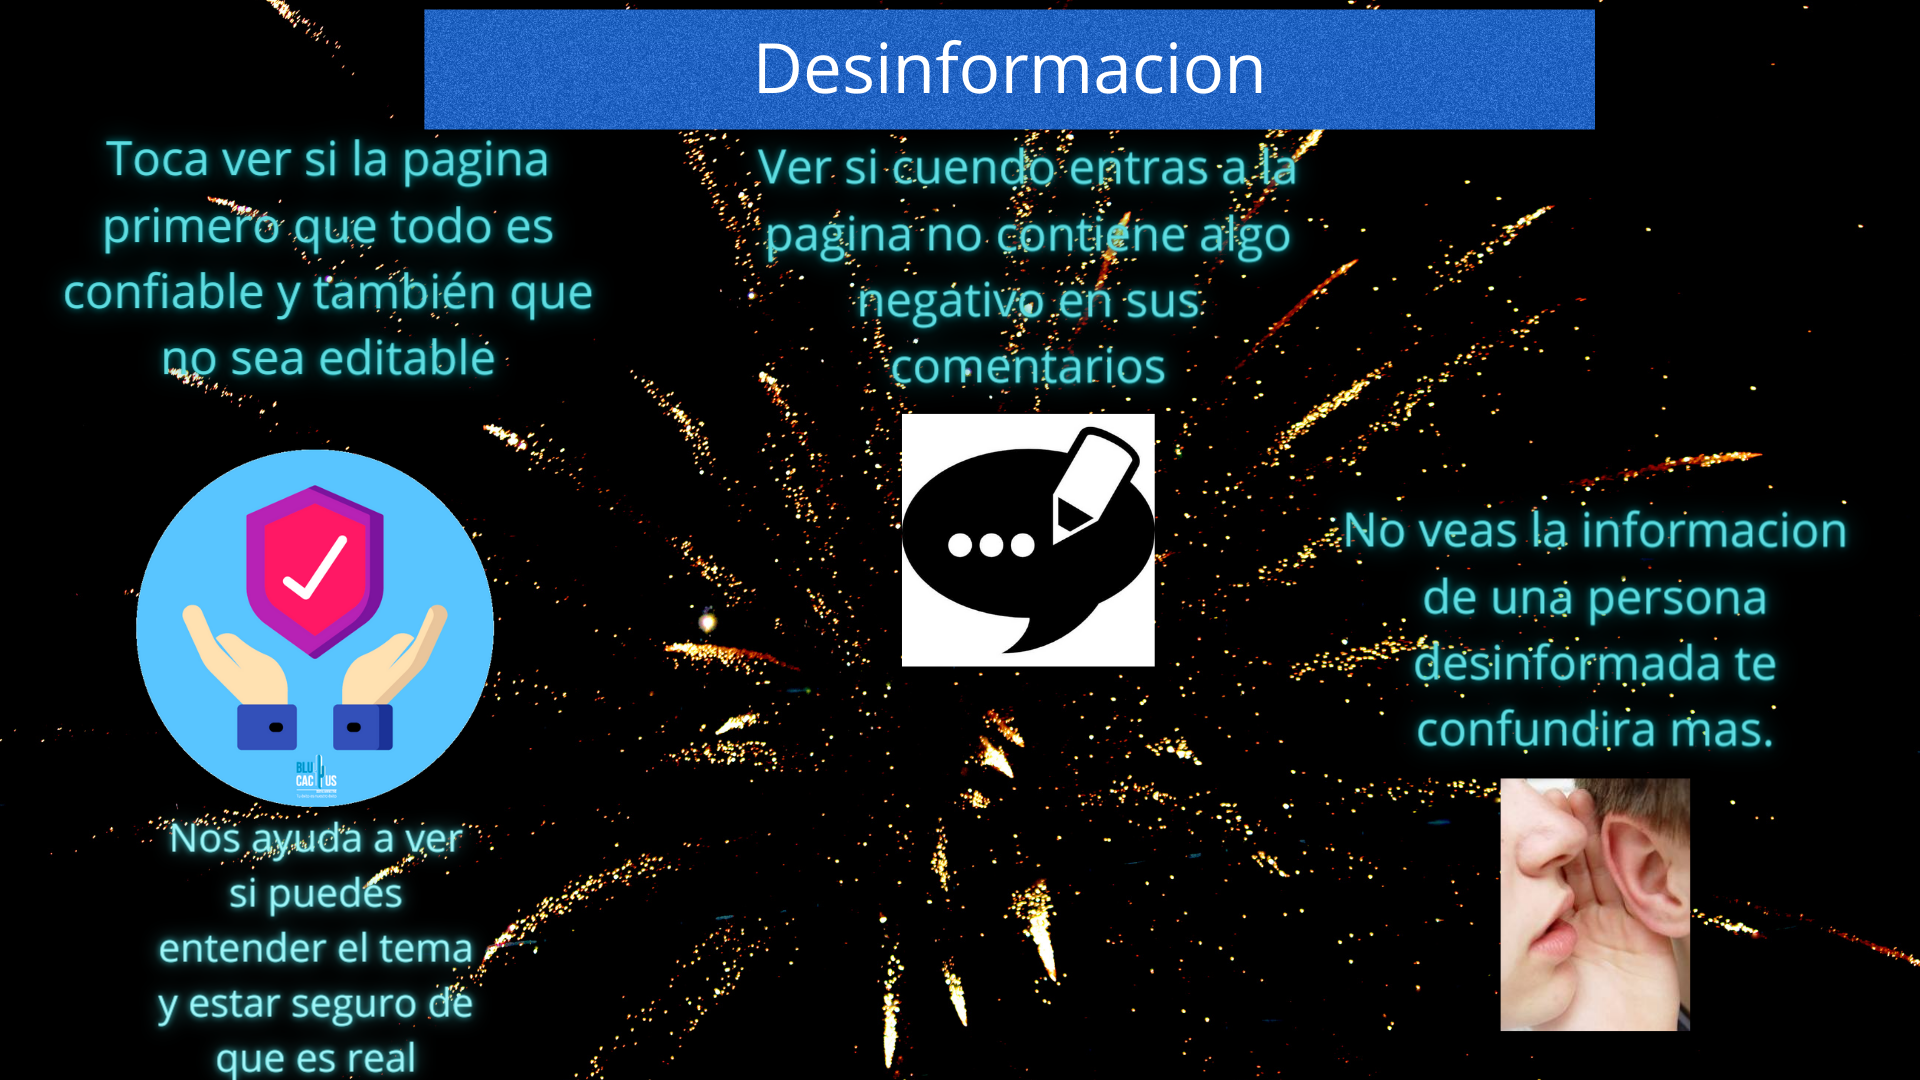 Desinformacion
Toca ver si la pagina
primero que todo es
confiable y también que
no sea editable
Ver si cuendo entras a la
pagina no contiene algo
negativo en sus
comentarios
No veas la informacion
de una persona
desinformada te
confundira mas.
BLU
CAC US
Nos ayuda a ver
si puedes
entender el tema
y estar seguro de
que es real